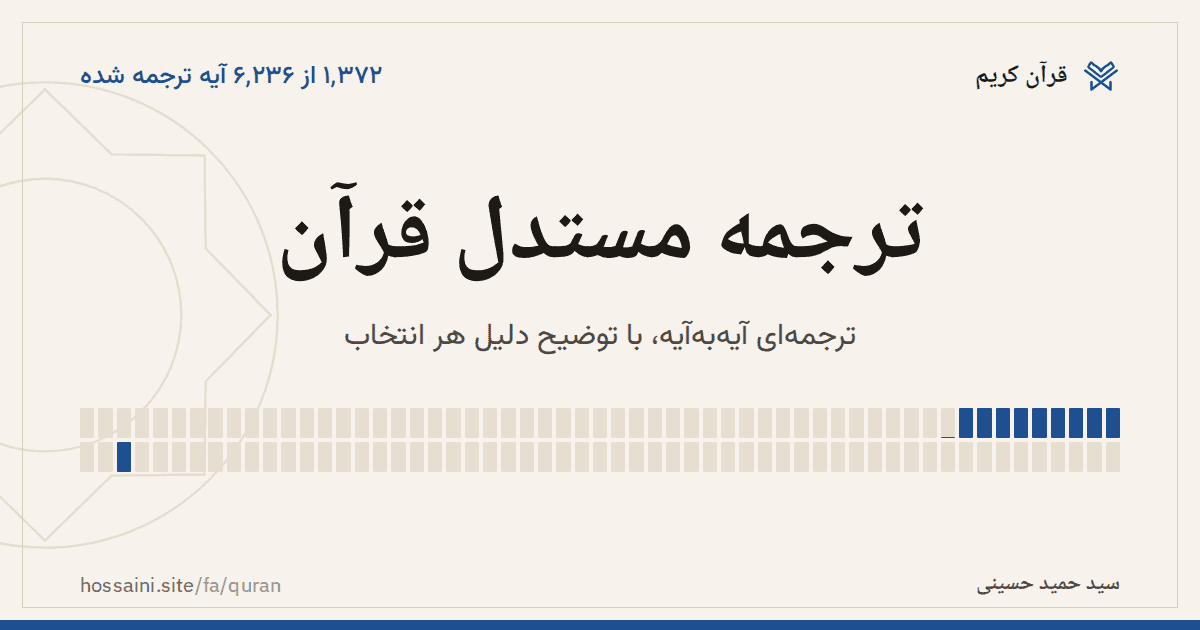 قرآن کریم
۱,۳۷۲ از ۶,۲۳۶ آیه ترجمه شده
ترجمه مستدل قرآن
ترجمه‌ای آیه‌به‌آیه، با توضیح دلیل هر انتخاب
سید حمید حسینی
hossaini.site/fa/quran